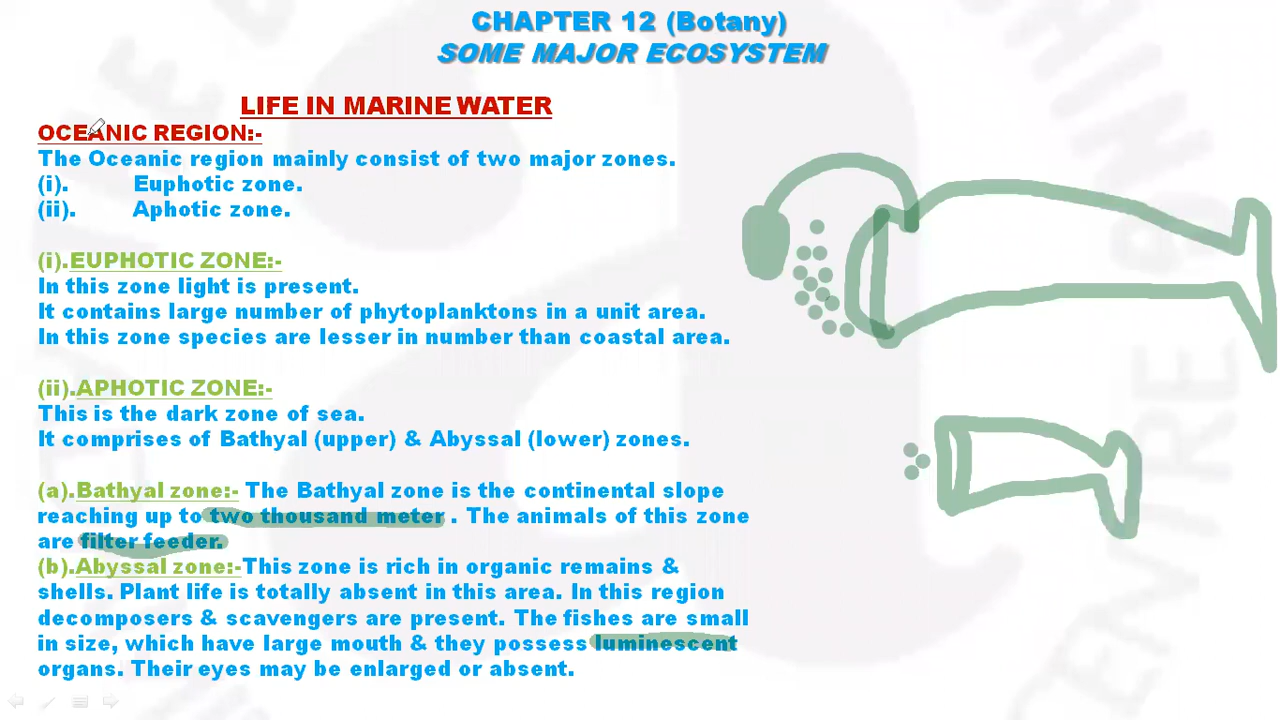 CHAPTER 12 (Botany)
SOME MAJOR ECOSYSTEM
LIFE IN MARINE WATER
OCEANIC REGION:-
The Oceanic region mainly consist of two major zones.
(i). Euphotic zone.
(ii). Aphotic zone.
(i).EUPHOTIC ZONE:-
In this zone light is present.
It contains large number of phytoplanktons in a unit area.
In this zone species are lesser in number than coastal area.
(ii).APHOTIC ZONE:-
This is the dark zone of sea.
It comprises of Bathyal (upper) & Abyssal (lower) zones.
(a).Bathyal zone:- The Bathyal zone is the continental slope
reaching up to two thousand meter . The animals of this zone
are filter feeder.
(b).Abyssal zone:-This zone is rich in organic remains &
shells. Plant life is totally absent in this area. In this region
decomposers & scavengers are present. The fishes are small
in size, which have large mouth & they possess luminescent
organs. Their eyes may be enlarged or absent.